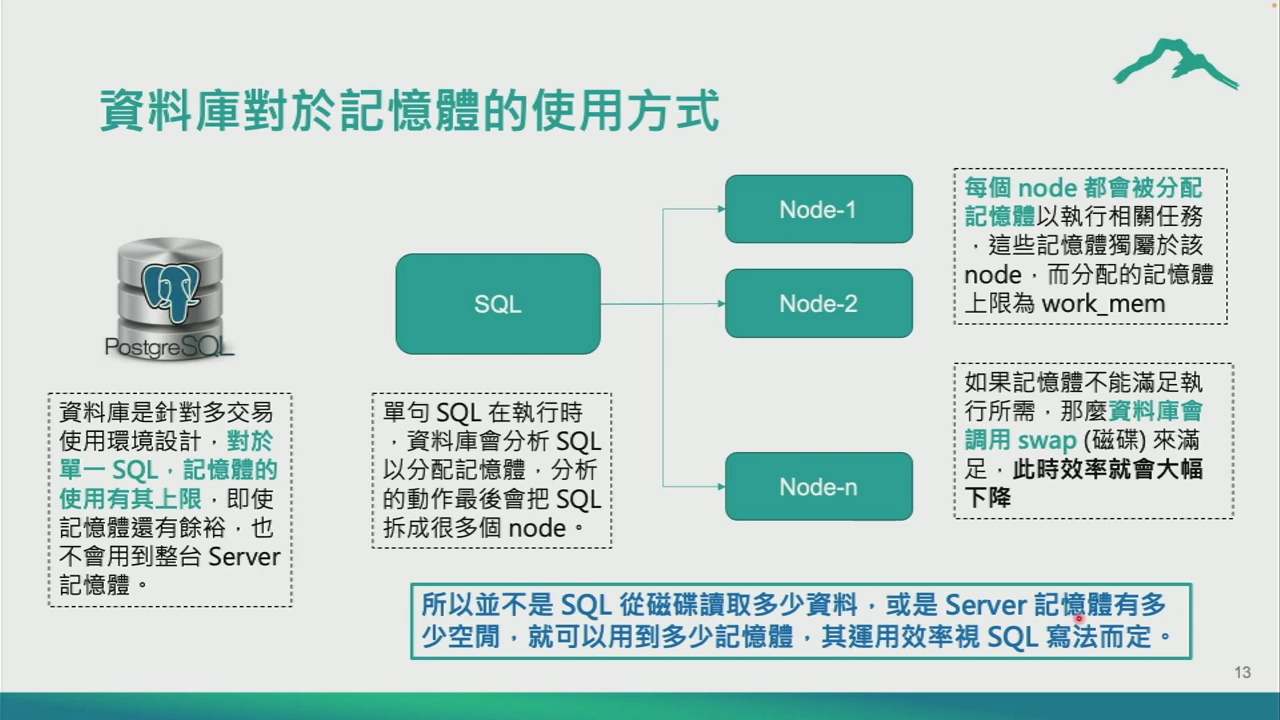 資料庫對於記憶體的使用方式
PostgreSQL
資料庫是針對多交易
使用環境設計，對於
單一 SQL，記憶體的
使用有其上限，即使
記憶體還有餘裕，也
不會用到整台 Server
記憶體。
SQL
單句 SQL 在執行時
，資料庫會分析 SQL
以分配記憶體，分析
的動作最後會把 SQL
拆成很多個 node。
Node-1
Node-2
Node-n
每個 node 都會被分配
記憶體以執行相關任務
，這些記憶體獨屬於該
node，而分配的記憶體
上限為 work_mem
如果記憶體不能滿足執
行所需，那麼資料庫會
調用 swap (磁碟) 來滿
足，此時效率就會大幅
下降
所以並不是 SQL 從磁碟讀取多少資料，或是 Server 記憶體有多
少空閒，就可以用到多少記憶體，其運用效率視 SQL 寫法而定。
13